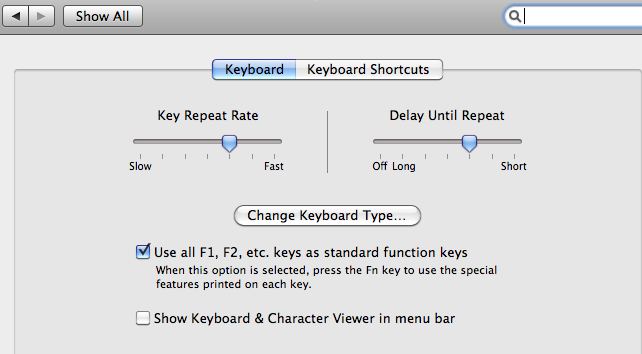 Show All
Keyboard Keyboard Shortcuts
Key Repeat Rate Delay Until Repeat
Slow Fast Off Long Short
Change Keyboard Type...
Use all F1, F2, etc. keys as standard function keys
When this option is selected, press the Fn key to use the special
features printed on each key.
Show Keyboard & Character Viewer in menu bar